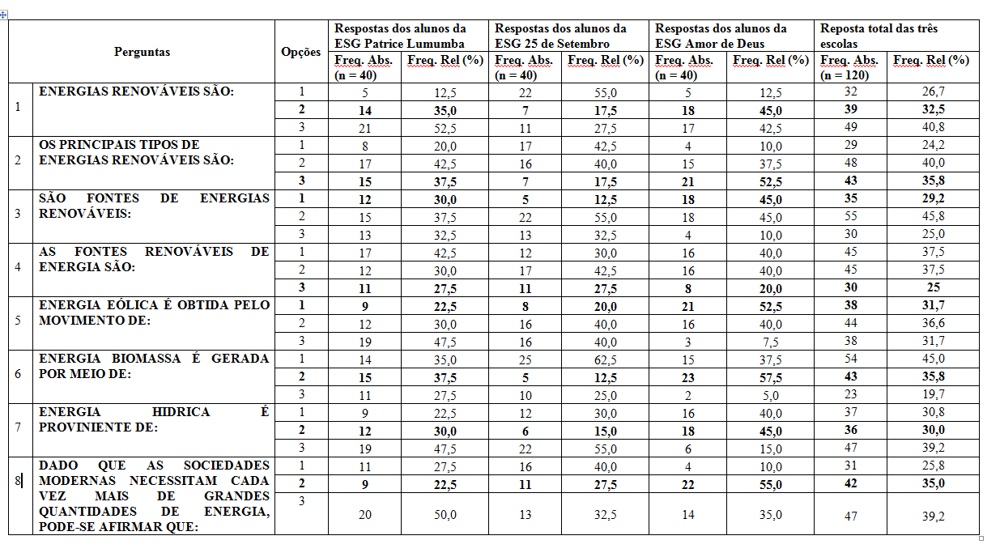 Perguntas Opções Respostas dos alunos da ESG Patrice Lumumba Respostas dos alunos da ESG 25 de Setembro Respostas dos alunos da ESG Amor de Deus Reposta total das três escolas
Freq. Abs. (n = 40) Freq. Rel (%) Freq. Abs. (n = 40) Freq. Rel (%) Freq. Abs. (n = 40) Freq. Rel (%) Freq. Abs. (n = 120) Freq. Rel (%)
1 ENERGIAS RENOVÁVEIS SÃO: 1 5 12,5 22 55,0 5 12,5 32 26,7
2 14 35,0 7 17,5 18 45,0 39 32,5
3 21 52,5 11 27,5 17 42,5 49 40,8
2 OS PRINCIPAIS TIPOS DE ENERGIAS RENOVÁVEIS SÃO: 1 8 20,0 17 42,5 4 10,0 29 24,2
2 17 42,5 16 40,0 15 37,5 48 40,0
3 15 37,5 7 17,5 21 52,5 43 35,8
3 SÃO FONTES DE ENERGIAS RENOVÁVEIS: 1 12 30,0 5 12,5 18 45,0 35 29,2
2 15 37,5 22 55,0 18 45,0 55 45,8
3 13 32,5 13 32,5 4 10,0 30 25,0
4 AS FONTES RENOVÁVEIS DE ENERGIA SÃO: 1 17 42,5 12 30,0 16 40,0 45 37,5
2 12 30,0 17 42,5 16 40,0 45 37,5
3 11 27,5 11 27,5 8 20,0 30 25
5 ENERGIA EÓLICA É OBTIDA PELO MOVIMENTO DE: 1 9 22,5 8 20,0 21 52,5 38 31,7
2 12 30,0 16 40,0 16 40,0 44 36,6
3 19 47,5 16 40,0 3 7,5 38 31,7
6 ENERGIA BIOMASSA É GERADA POR MEIO DE: 1 14 35,0 25 62,5 15 37,5 54 45,0
2 15 37,5 5 12,5 23 57,5 43 35,8
3 11 27,5 10 25,0 2 5,0 23 19,7
7 ENERGIA HIDRICA É PROVINIENTE DE: 1 9 22,5 12 30,0 16 40,0 37 30,8
2 12 30,0 6 15,0 18 45,0 36 30,0
3 19 47,5 22 55,0 6 15,0 47 39,2
8 DADO QUE AS SOCIEDADES MODERNAS NECESSITAM CADA VEZ MAIS DE GRANDES QUANTIDADES DE ENERGIA, PODE-SE AFIRMAR QUE: 1 11 27,5 16 40,0 4 10,0 31 25,8
2 9 22,5 11 27,5 22 55,0 42 35,0
3 20 50,0 13 32,5 14 35,0 47 39,2